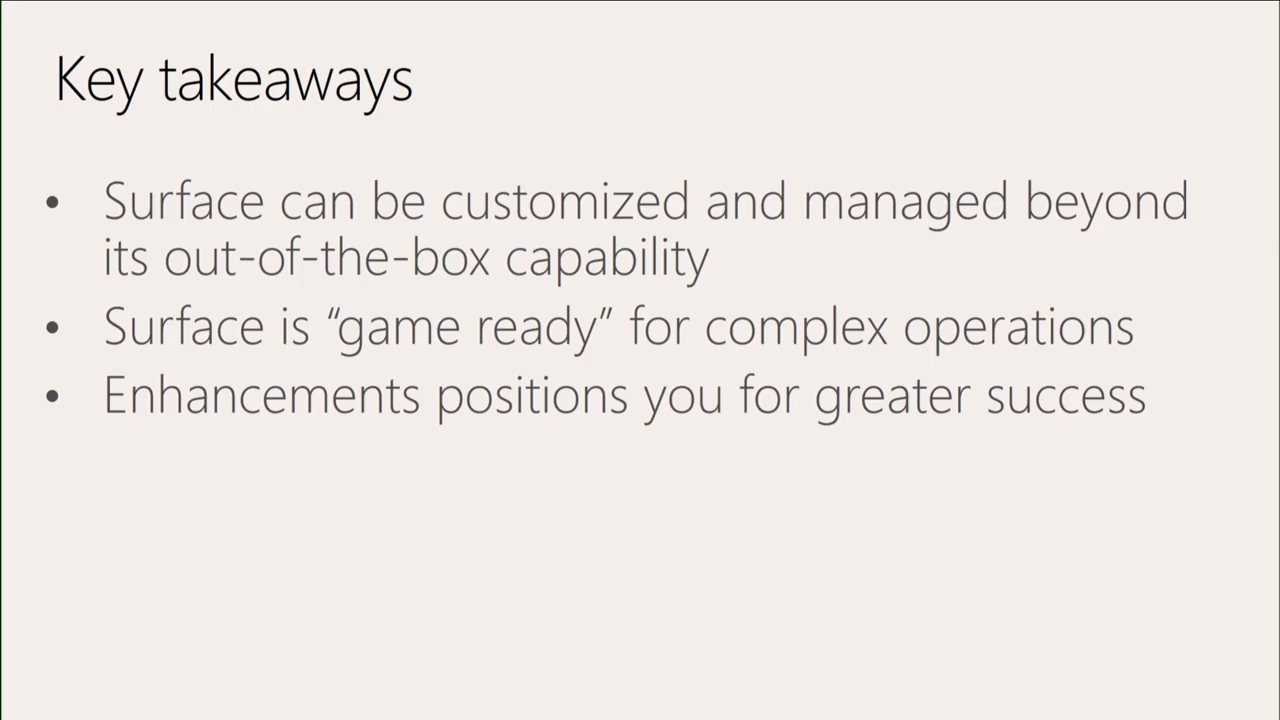 Key takeaways
• Surface can be customized and managed beyond
its out-of-the-box capability
• Surface is “game ready” for complex operations
• Enhancements positions you for greater success